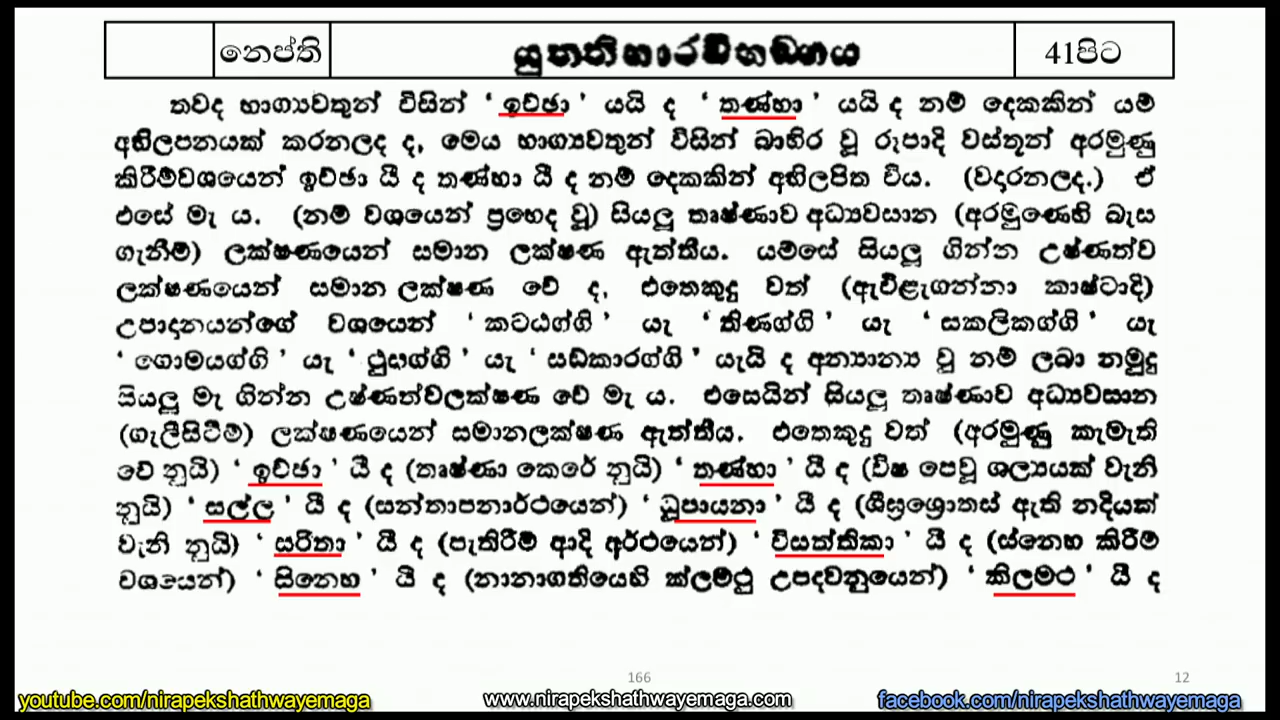 නෙප්ති
යුතතිහාරවිභඞගය
41පිට
තවද භාග්‍යවතුන් විසින් ‘ ඉච්ඡා ’ යයි ද ‘ තණ්හා ’ යයි ද නම් දෙකකින් යම්
අභිලපනයක් කරනලද ද, මෙය භාග්‍යවතුන් විසින් බාහිර වූ රූපාදි වස්තූන් අරමුණු
කිරීම්වශයෙන් ඉච්ඡා යී ද තණ්හා යී ද නම් දෙකකින් අභිලපිත විය. (වදාරනලද.) ඒ
එසේ මැ ය. (නම් වශයෙන් ප්‍රභෙද වූ) සියලු තෘෂ්ණාව අධ්‍යවසාන (අරමුණෙහි බැස
ගැනීම්) ලක්ෂණයෙන් සමාන ලක්ෂණ ඇත්තීය. යම්සේ සියලු ගින්න උෂ්ණත්ව
ලක්ෂණයෙන් සමාන ලක්ෂණ වේ ද, එතෙකුදු වත් (ඇවිළැගන්නා කාෂ්ටාදි)
උපාදානයන්ගේ වශයෙන් ‘ කටඨග්ගි ’ යැ ‘ තිණග්ගි ’ යැ ‘ සකලිකග්ගි ’ යැ
‘ ගොමයග්ගි ’ යැ ‘ ථුසග්ගි ’ යැ ‘ සඞ්කාරග්ගි ’ යැයි ද අන්‍යාන්‍ය වූ නම් ලබා නමුදු
සියලු මැ ගින්න උෂ්ණත්වලක්ෂණ වේ මැ ය. එසෙයින් සියලු තෘෂ්ණාව අධ්‍යවසාන
(ගැලීසිටීම්) ලක්ෂණයෙන් සමානලක්ෂණ ඇත්තීය. එතෙකුදු වත් (අරමුණු කැමැති
වේ නුයි) ‘ ඉච්ඡා ’ යී ද (තෘෂ්ණා කෙරේ නුයි) ‘ තණ්හා ’ යී ද (විෂ පෙවූ ශල්‍යයක් වැනි
නුයි) ‘ සල්ල ’ යී ද (සන්තාපනාර්ථයෙන්) ‘ ධූපායනා ’ යී ද (ශීඝ්‍රශ්‍රොතස් ඇති නදියක්
වැනි නුයි) ‘ සරිතා ’ යී ද (පැතිරීම් ආදි අර්ථයෙන්) ‘ විසත්තිකා ’ යී ද (ස්නෙහ කිරීම්
වශයෙන්) ‘ සිනෙහ ’ යී ද (නානාගතියෙහි ක්ලමථු උපදවනුයෙන්) ‘ කිලමථ ’ යී ද
166
12
youtube.com/nirapekshathwayemaga
www.nirapekshathwayemaga.com
facebook.com/nirapekshathwayemaga